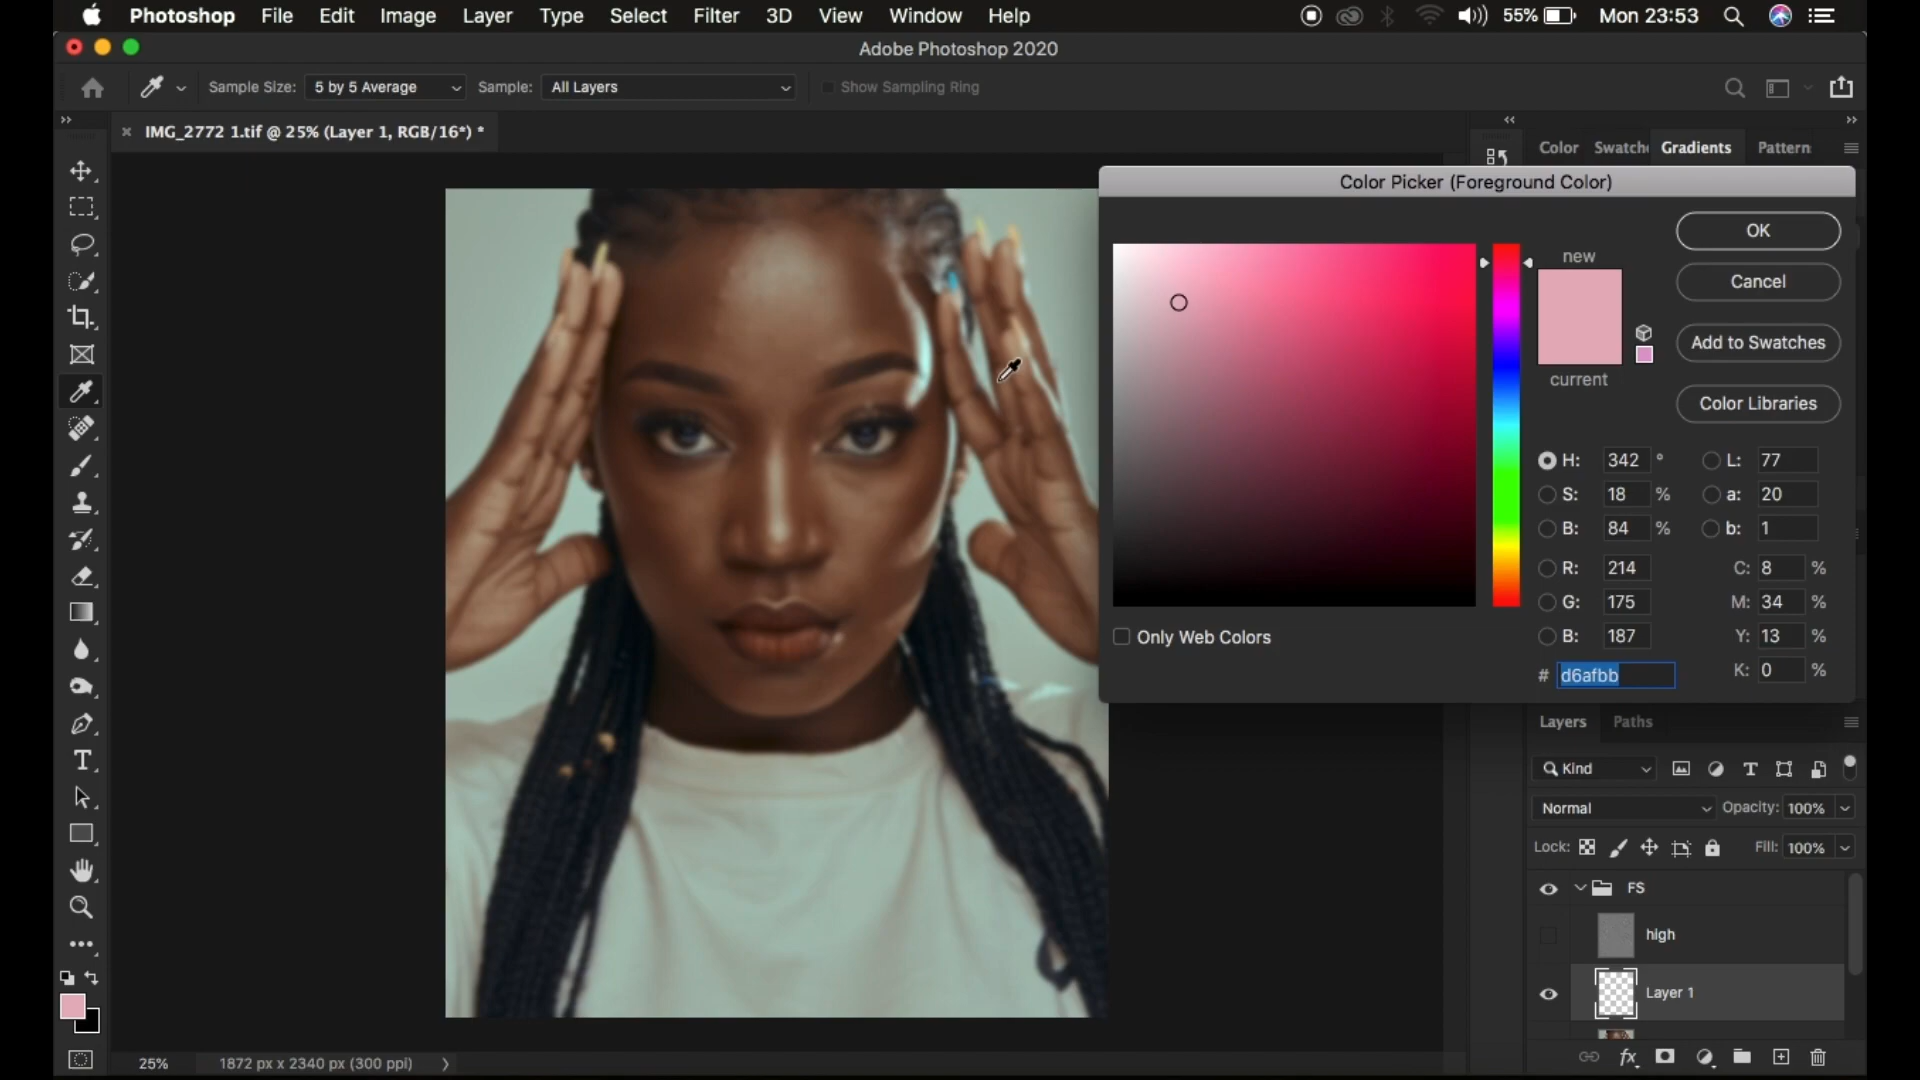 Photoshop File Edit Image Layer Type Select Filter 3D View Window Help 55% Mon 23:53
Adobe Photoshop 2020
Sample Size: 5 by 5 Average Sample: All Layers Show Sampling Ring
IMG_2772 1.tif @ 25% (Layer 1, RGB/16*) *
Color Swatche Gradients Pattern
Color Picker (Foreground Color)
OK
new
Cancel
Add to Swatches
current
Color Libraries
H: 342 ° L: 77
S: 18 % a: 20
B: 84 % b: 1
R: 214 C: 8 %
G: 175 M: 34 %
Only Web Colors
B: 187 Y: 13 %
# d6afbb K: 0 %
Layers Paths
Kind
Normal Opacity: 100%
Lock: Fill: 100%
FS
high
Layer 1
25% 1872 px x 2340 px (300 ppi)
fx